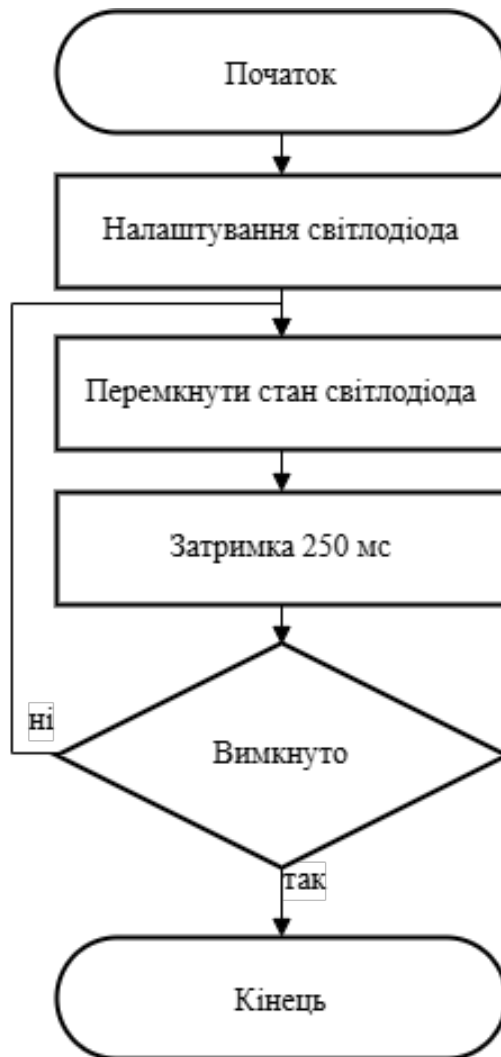 Початок
Налаштування світлодіода
Перемкнути стан світлодіода
Затримка 250 мс
ні
Вимкнуто
так
Кінець